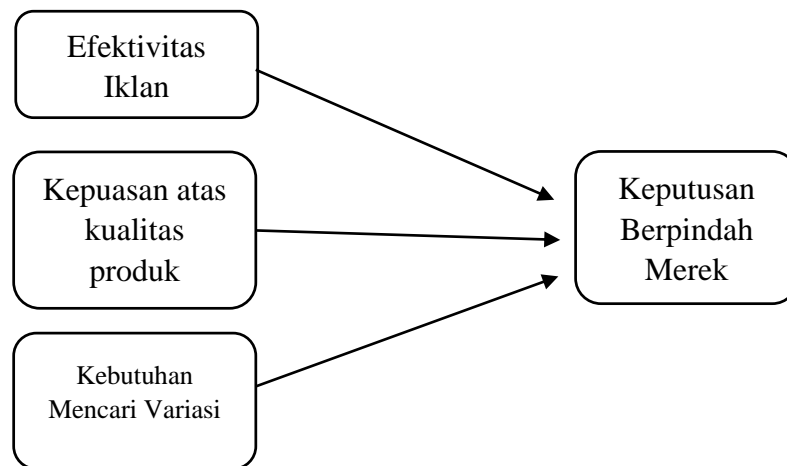 Efektivitas
Iklan
Kepuasan atas
kualitas
produk
Kebutuhan
Mencari Variasi
Keputusan
Berpindah
Merek